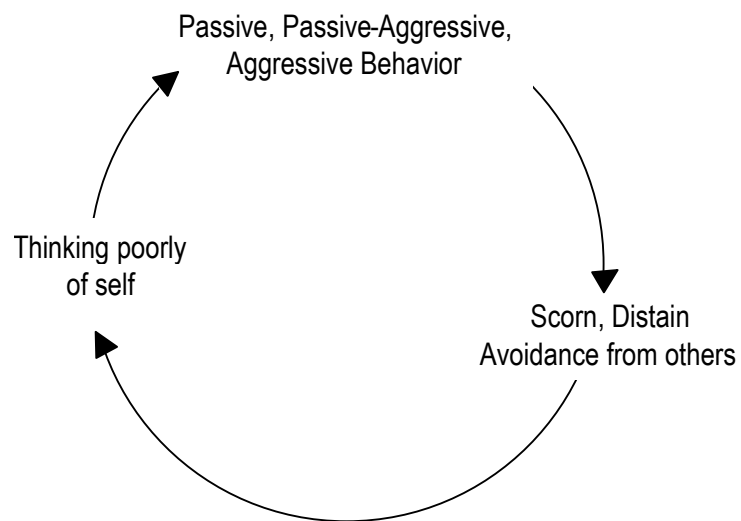 Passive, Passive-Aggressive,
Aggressive Behavior
Thinking poorly
of self
Scorn, Distain
Avoidance from others